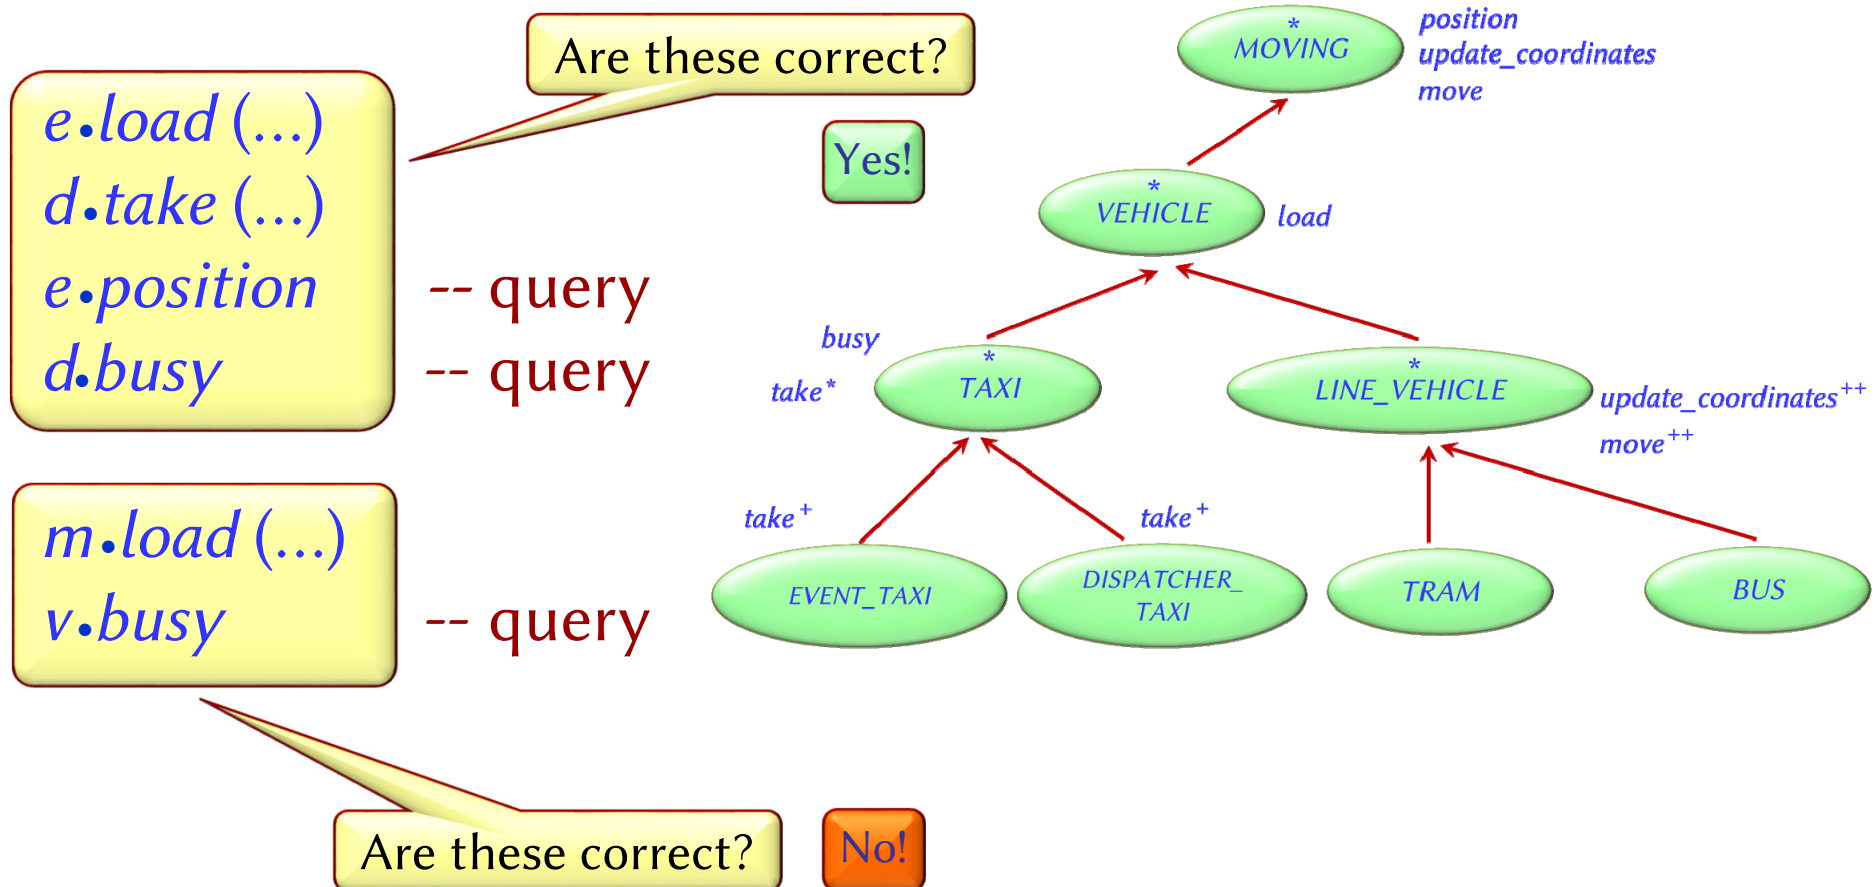 Are these correct?
e.load (...)
d.take (...)
e.position -- query
d.busy -- query
Yes!
m.load (...)
v.busy -- query
Are these correct?
No!
*
MOVING
position
update_coordinates
move
*
VEHICLE
load
busy
take*
*
TAXI
*
LINE_VEHICLE
update_coordinates++
move++
take+
take+
EVENT_TAXI
DISPATCHER_
TAXI
TRAM
BUS